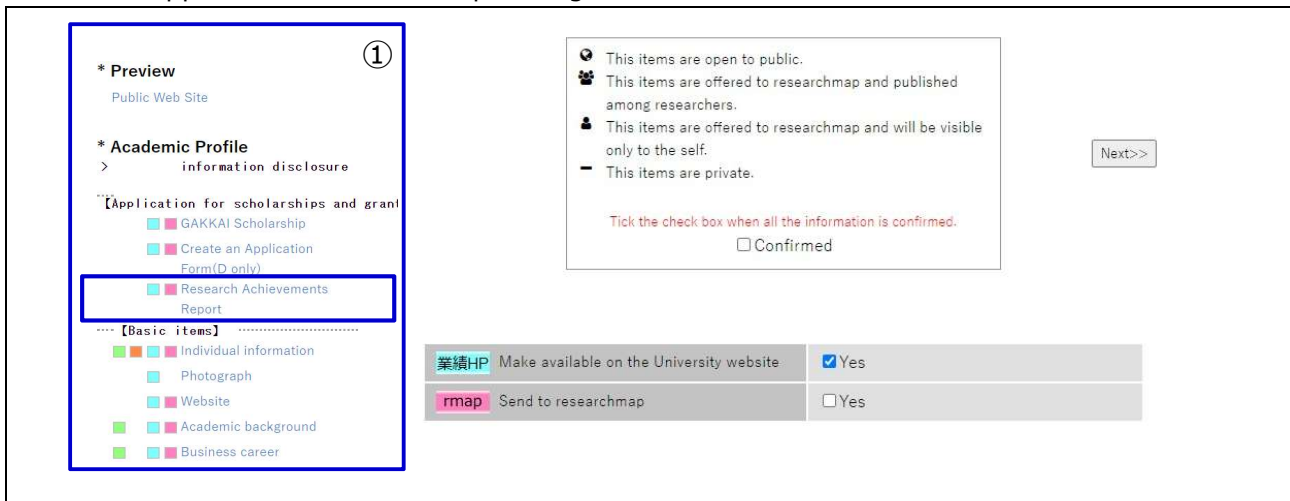 ①
* Preview
Public Web Site
* Academic Profile
> information disclosure
【Application for scholarships and grant
GAKKAI Scholarship
Create an Application
Form(D only)
Research Achievements
Report
【Basic items】
Individual information
Photograph
Website
Academic background
Business career
This items are open to public.
This items are offered to researchmap and published
among researchers.
This items are offered to researchmap and will be visible
only to the self.
This items are private.
Tick the check box when all the information is confirmed.
Confirmed
Next>>
業績HP Make available on the University website Yes
rmap Send to researchmap Yes